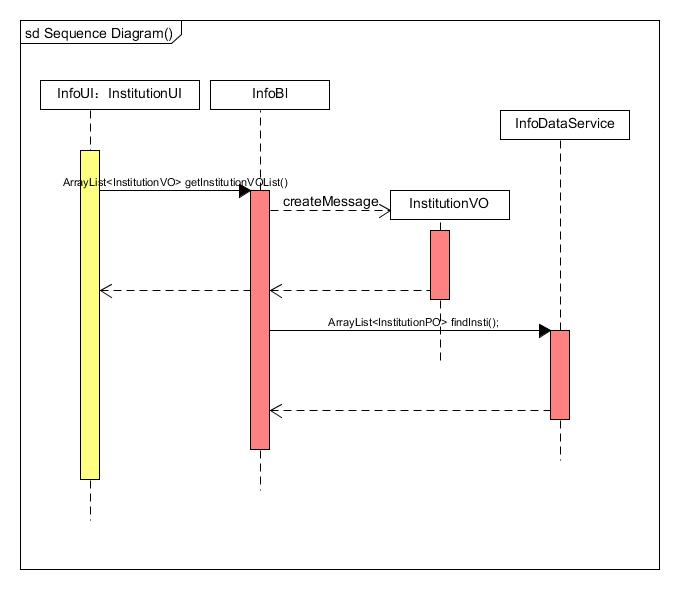 sd Sequence Diagram()
InfoUI：InstitutionUI
InfoBl
InfoDataService
ArrayList<InstitutionVO> getInstitutionVOList()
createMessage
InstitutionVO
ArrayList<InstitutionPO> findInsti();